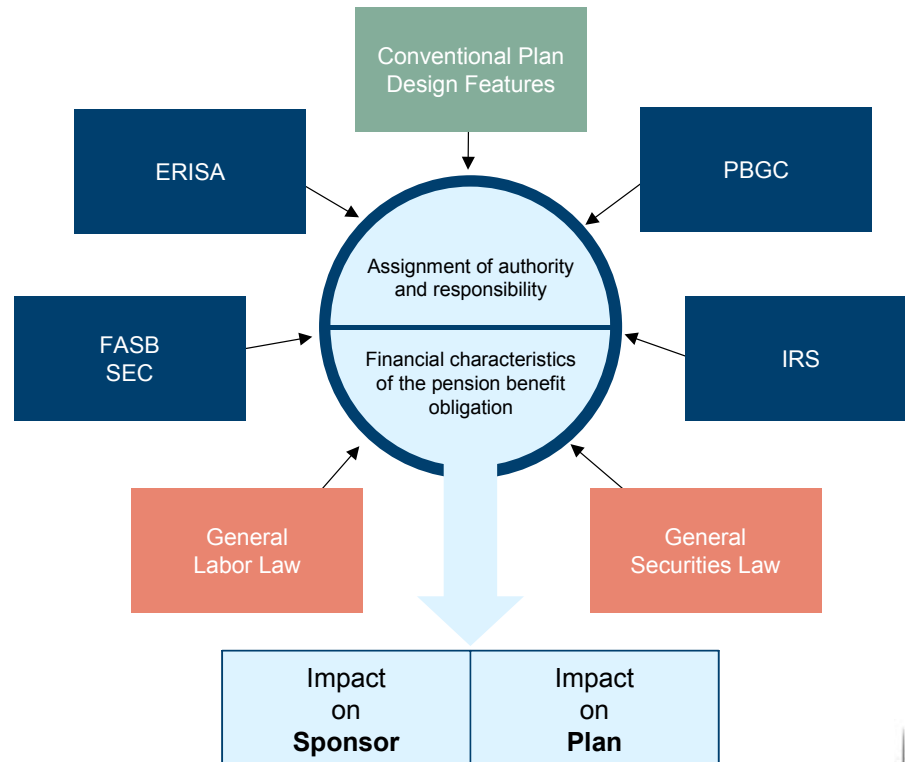 Conventional Plan
Design Features
ERISA
PBGC
Assignment of authority
and responsibility
FASB
SEC
Financial characteristics
of the pension benefit
obligation
IRS
General
Labor Law
General
Securities Law
Impact
on
Sponsor
Impact
on
Plan